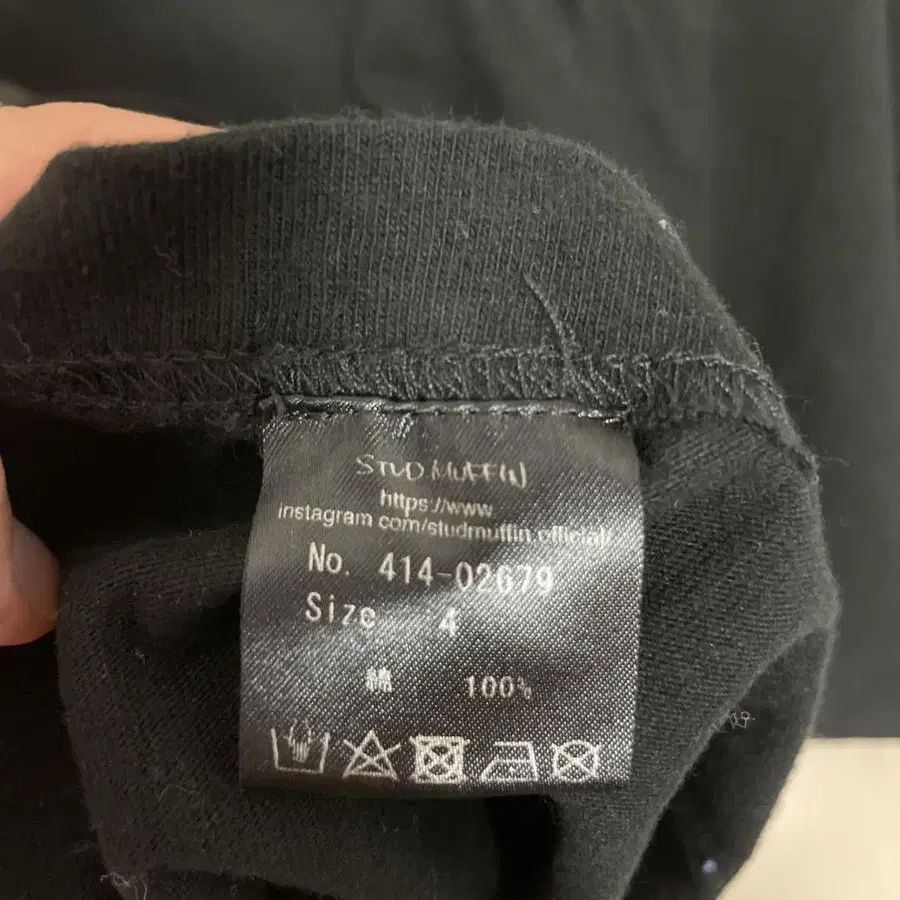 STUD MUFFIN
https://www
instagram com/studmuffin.official/
No. 414-02679
Size 4
綿 100%